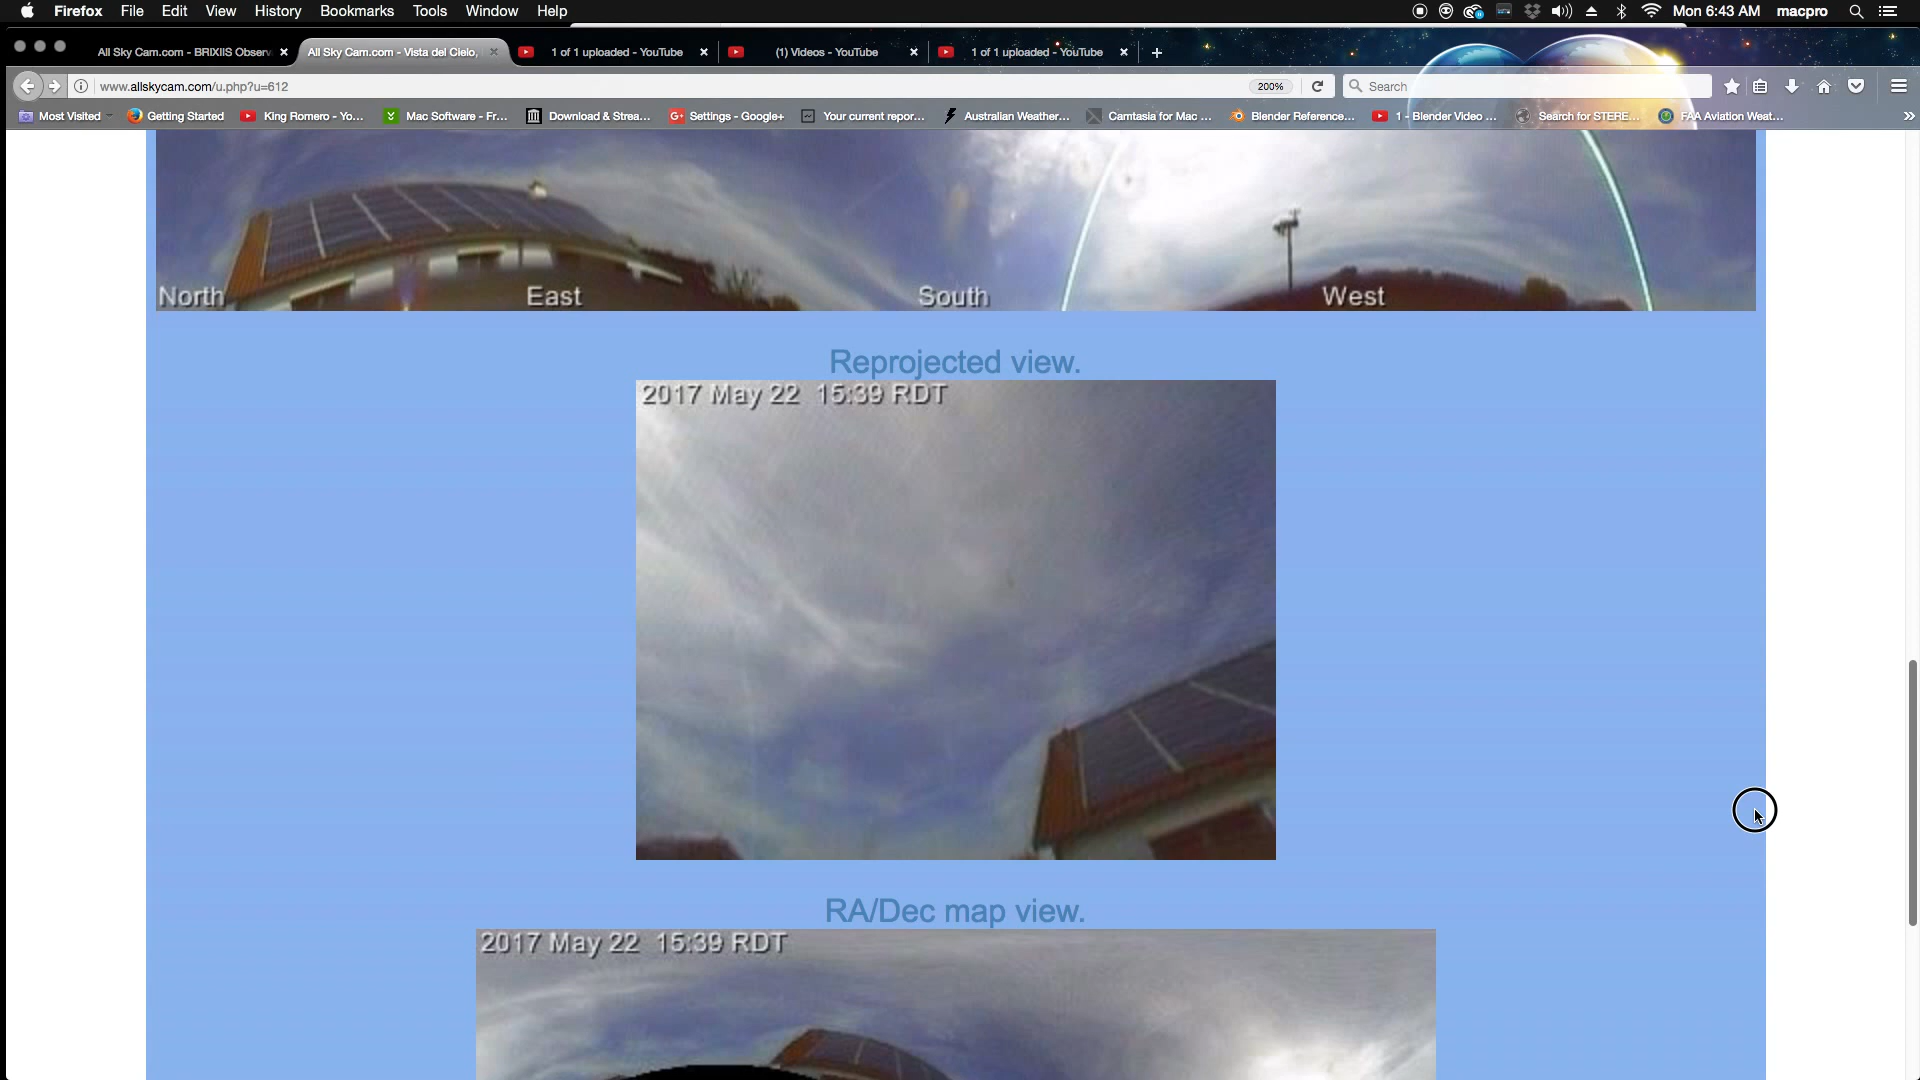 Firefox File Edit View History Bookmarks Tools Window Help Mon 6:43 AM macpro
All Sky Cam.com - BRIXIIS Observ All Sky Cam.com - Vista del Cielo, 1 of 1 uploaded - YouTube (1) Videos - YouTube 1 of 1 uploaded - YouTube
www.allskycam.com/u.php?u=612 200% Search
Most Visited Getting Started King Romero - Yo... Mac Software - Fr... Download & Strea... Settings - Google+ Your current repor... Australian Weather... Camtasia for Mac ... Blender Reference... 1 - Blender Video ... Search for STERE... FAA Aviation Weat...
North East South West
Reprojected view.
2017 May 22 15:39 RDT
RA/Dec map view.
2017 May 22 15:39 RDT